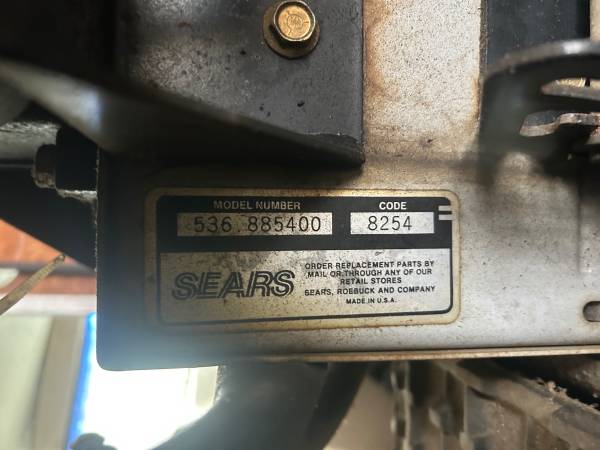 MODEL NUMBER CODE
536.885400 8254
SEARS
ORDER REPLACEMENT PARTS BY
MAIL OR THROUGH ANY OF OUR
RETAIL STORES
SEARS, ROEBUCK AND COMPANY
MADE IN U.S.A.